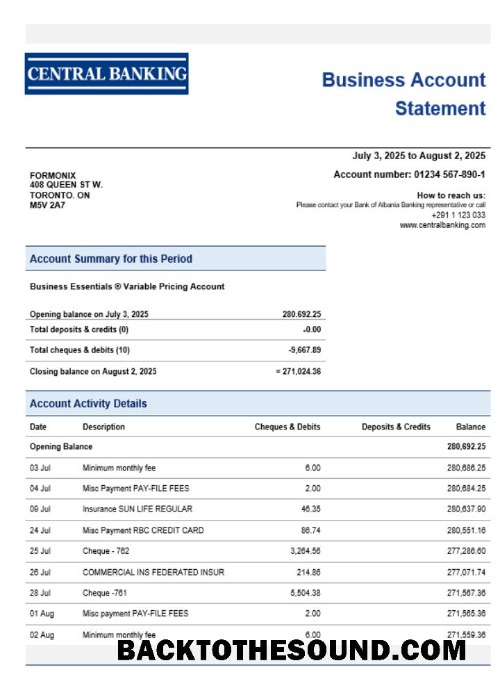 CENTRAL BANKING
Business Account
Statement
July 3, 2025 to August 2, 2025
FORMONIX
408 QUEEN ST W.
TORONTO. ON
M5V 2A7
Account number: 01234 567-890-1
How to reach us:
Please contact your Bank of Albania Banking representative or call
+291 1 123 033
www.centralbanking.com
Account Summary for this Period
Business Essentials ® Variable Pricing Account
Opening balance on July 3, 2025 280.692.25
Total deposits & credits (0) -0.00
Total cheques & debits (10) -9,667.89
Closing balance on August 2, 2025 = 271,024.36
Account Activity Details
Date Description Cheques & Debits Deposits & Credits Balance
Opening Balance 280,692.25
03 Jul Minimum monthly fee 6.00 280,686.25
04 Jul Misc Payment PAY-FILE FEES 2.00 280,684.25
09 Jul Insurance SUN LIFE REGULAR 46.35 280,637.90
24 Jul Misc Payment RBC CREDIT CARD 86.74 280,551.16
25 Jul Cheque - 762 3,264.56 277,286.60
26 Jul COMMERCIAL INS FEDERATED INSUR 214.86 277,071.74
28 Jul Cheque -761 5,504.38 271,567.36
01 Aug Misc payment PAY-FILE FEES 2.00 271,565.36
02 Aug Minimum monthly fee 6.00 271,559.36
BACKTOTHESOUND.COM